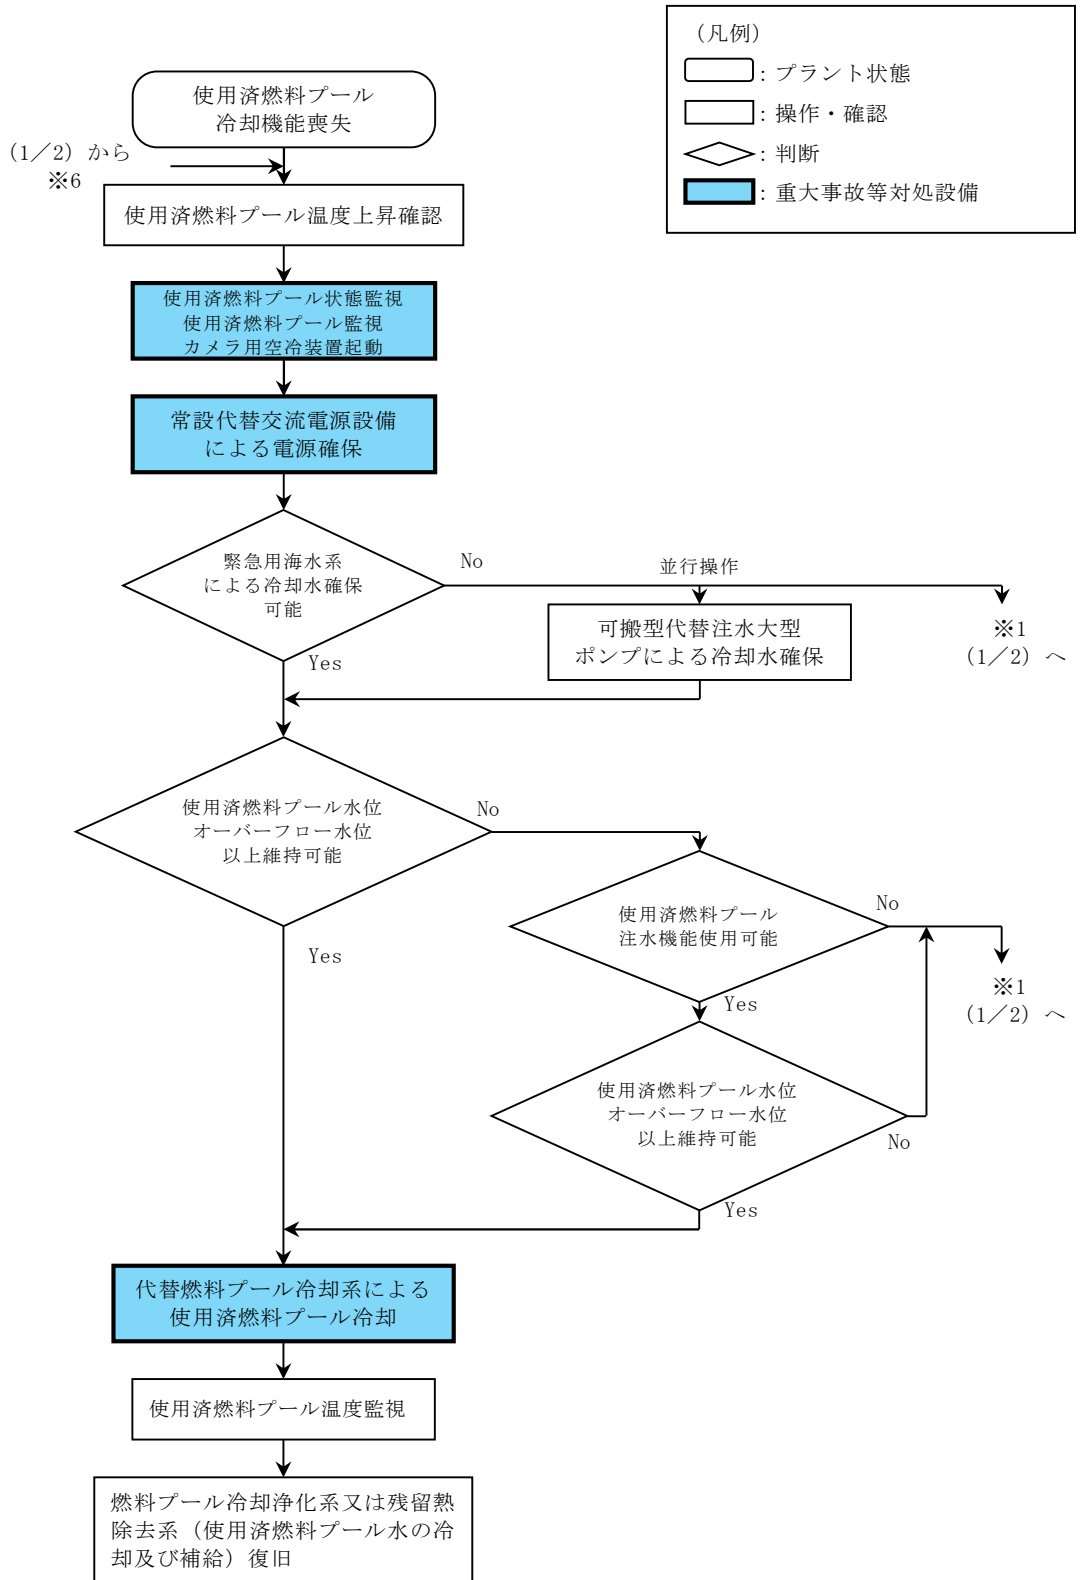 (凡例)
: プラント状態
: 操作・確認
: 判断
: 重大事故等対処設備
使用済燃料プール
冷却機能喪失
(1/2) から
※6
使用済燃料プール温度上昇確認
使用済燃料プール状態監視
使用済燃料プール監視
カメラ用空冷装置起動
常設代替交流電源設備
による電源確保
緊急用海水系
による冷却水確保
可能
No
並行操作
可搬型代替注水大型
ポンプによる冷却水確保
※1
(1/2) へ
Yes
使用済燃料プール水位
オーバーフロー水位
以上維持可能
No
使用済燃料プール
注水機能使用可能
No
Yes
※1
(1/2) へ
Yes
使用済燃料プール水位
オーバーフロー水位
以上維持可能
No
Yes
代替燃料プール冷却系による
使用済燃料プール冷却
使用済燃料プール温度監視
燃料プール冷却浄化系又は残留熱
除去系(使用済燃料プール水の冷
却及び補給)復旧